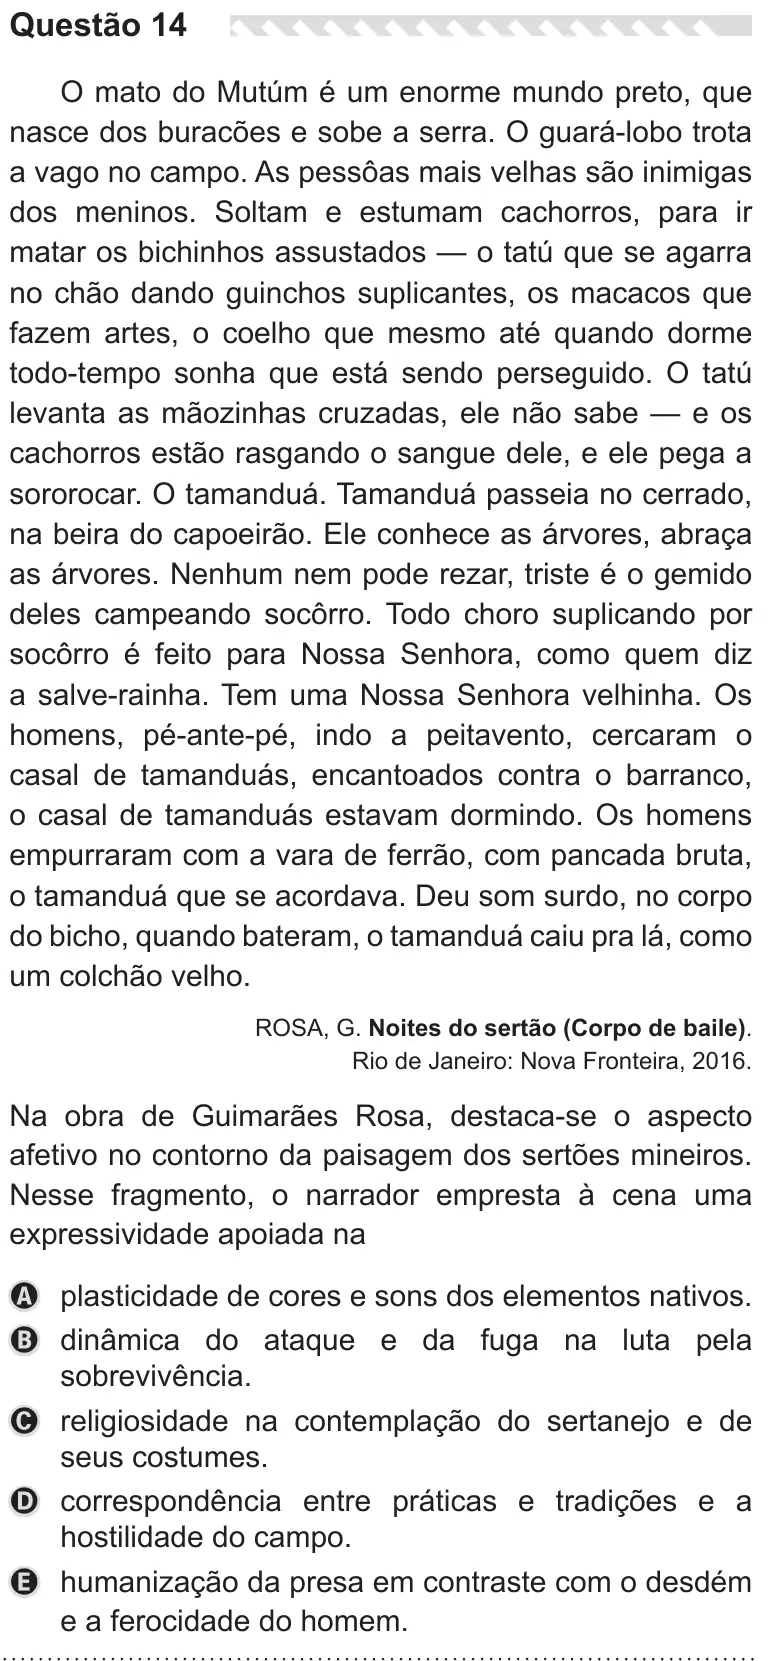 Questão 14
O mato do Mutúm é um enorme mundo preto, que
nasce dos buracões e sobe a serra. O guará-lobo trota
a vago no campo. As pessôas mais velhas são inimigas
dos meninos. Soltam e estumam cachorros, para ir
matar os bichinhos assustados — o tatú que se agarra
no chão dando guinchos suplicantes, os macacos que
fazem artes, o coelho que mesmo até quando dorme
todo-tempo sonha que está sendo perseguido. O tatú
levanta as mãozinhas cruzadas, ele não sabe — e os
cachorros estão rasgando o sangue dele, e ele pega a
sororocar. O tamanduá. Tamanduá passeia no cerrado,
na beira do capoeirão. Ele conhece as árvores, abraça
as árvores. Nenhum nem pode rezar, triste é o gemido
deles campeando socôrro. Todo choro suplicando por
socôrro é feito para Nossa Senhora, como quem diz
a salve-rainha. Tem uma Nossa Senhora velhinha. Os
homens, pé-ante-pé, indo a peitavento, cercaram o
casal de tamanduás, encantoados contra o barranco,
o casal de tamanduás estavam dormindo. Os homens
empurraram com a vara de ferrão, com pancada bruta,
o tamanduá que se acordava. Deu som surdo, no corpo
do bicho, quando bateram, o tamanduá caiu pra lá, como
um colchão velho.
ROSA, G. Noites do sertão (Corpo de baile).
Rio de Janeiro: Nova Fronteira, 2016.
Na obra de Guimarães Rosa, destaca-se o aspecto
afetivo no contorno da paisagem dos sertões mineiros.
Nesse fragmento, o narrador empresta à cena uma
expressividade apoiada na
A plasticidade de cores e sons dos elementos nativos.
B dinâmica do ataque e da fuga na luta pela
sobrevivência.
C religiosidade na contemplação do sertanejo e de
seus costumes.
D correspondência entre práticas e tradições e a
hostilidade do campo.
E humanização da presa em contraste com o desdém
e a ferocidade do homem.